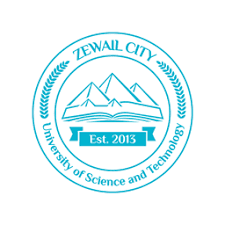 ZEWAIL CITY
Est. 2013
University of Science and Technology